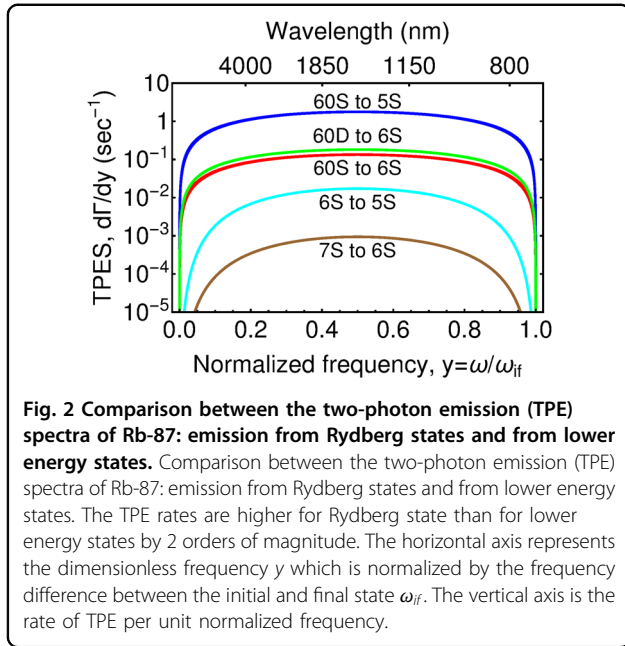 Wavelength (nm)
4000 1850 1150 800
10
1
10⁻¹
10⁻²
10⁻³
10⁻⁴
10⁻⁵
TPES, dΓ/dy (sec⁻¹)
60S to 5S
60D to 6S
60S to 6S
6S to 5S
7S to 6S
0.0 0.2 0.4 0.6 0.8 1.0
Normalized frequency, y=ω/ω_if
Fig. 2 Comparison between the two-photon emission (TPE)
spectra of Rb-87: emission from Rydberg states and from lower
energy states. Comparison between the two-photon emission (TPE)
spectra of Rb-87: emission from Rydberg states and from lower energy
states. The TPE rates are higher for Rydberg state than for lower
energy states by 2 orders of magnitude. The horizontal axis represents
the dimensionless frequency y which is normalized by the frequency
difference between the initial and final state ω_if. The vertical axis is the
rate of TPE per unit normalized frequency.